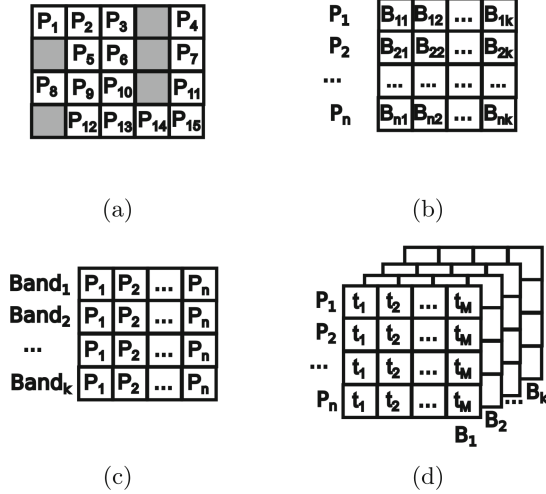 P1 P2 P3 P4
P5 P6 P7
P8 P9 P10 P11
P12 P13 P14 P15
(a)
P1 B11 B12 ... B1k
P2 B21 B22 ... B2k
... ... ... ... ...
Pn Bn1 Bn2 ... Bnk
(b)
Band1 P1 P2 ... Pn
Band2 P1 P2 ... Pn
... P1 P2 ... Pn
Bandk P1 P2 ... Pn
(c)
P1 t1 t2 ... tM
P2 t1 t2 ... tM
... t1 t2 ... tM
Pn t1 t2 ... tM
B1 B2 ... Bk
(d)